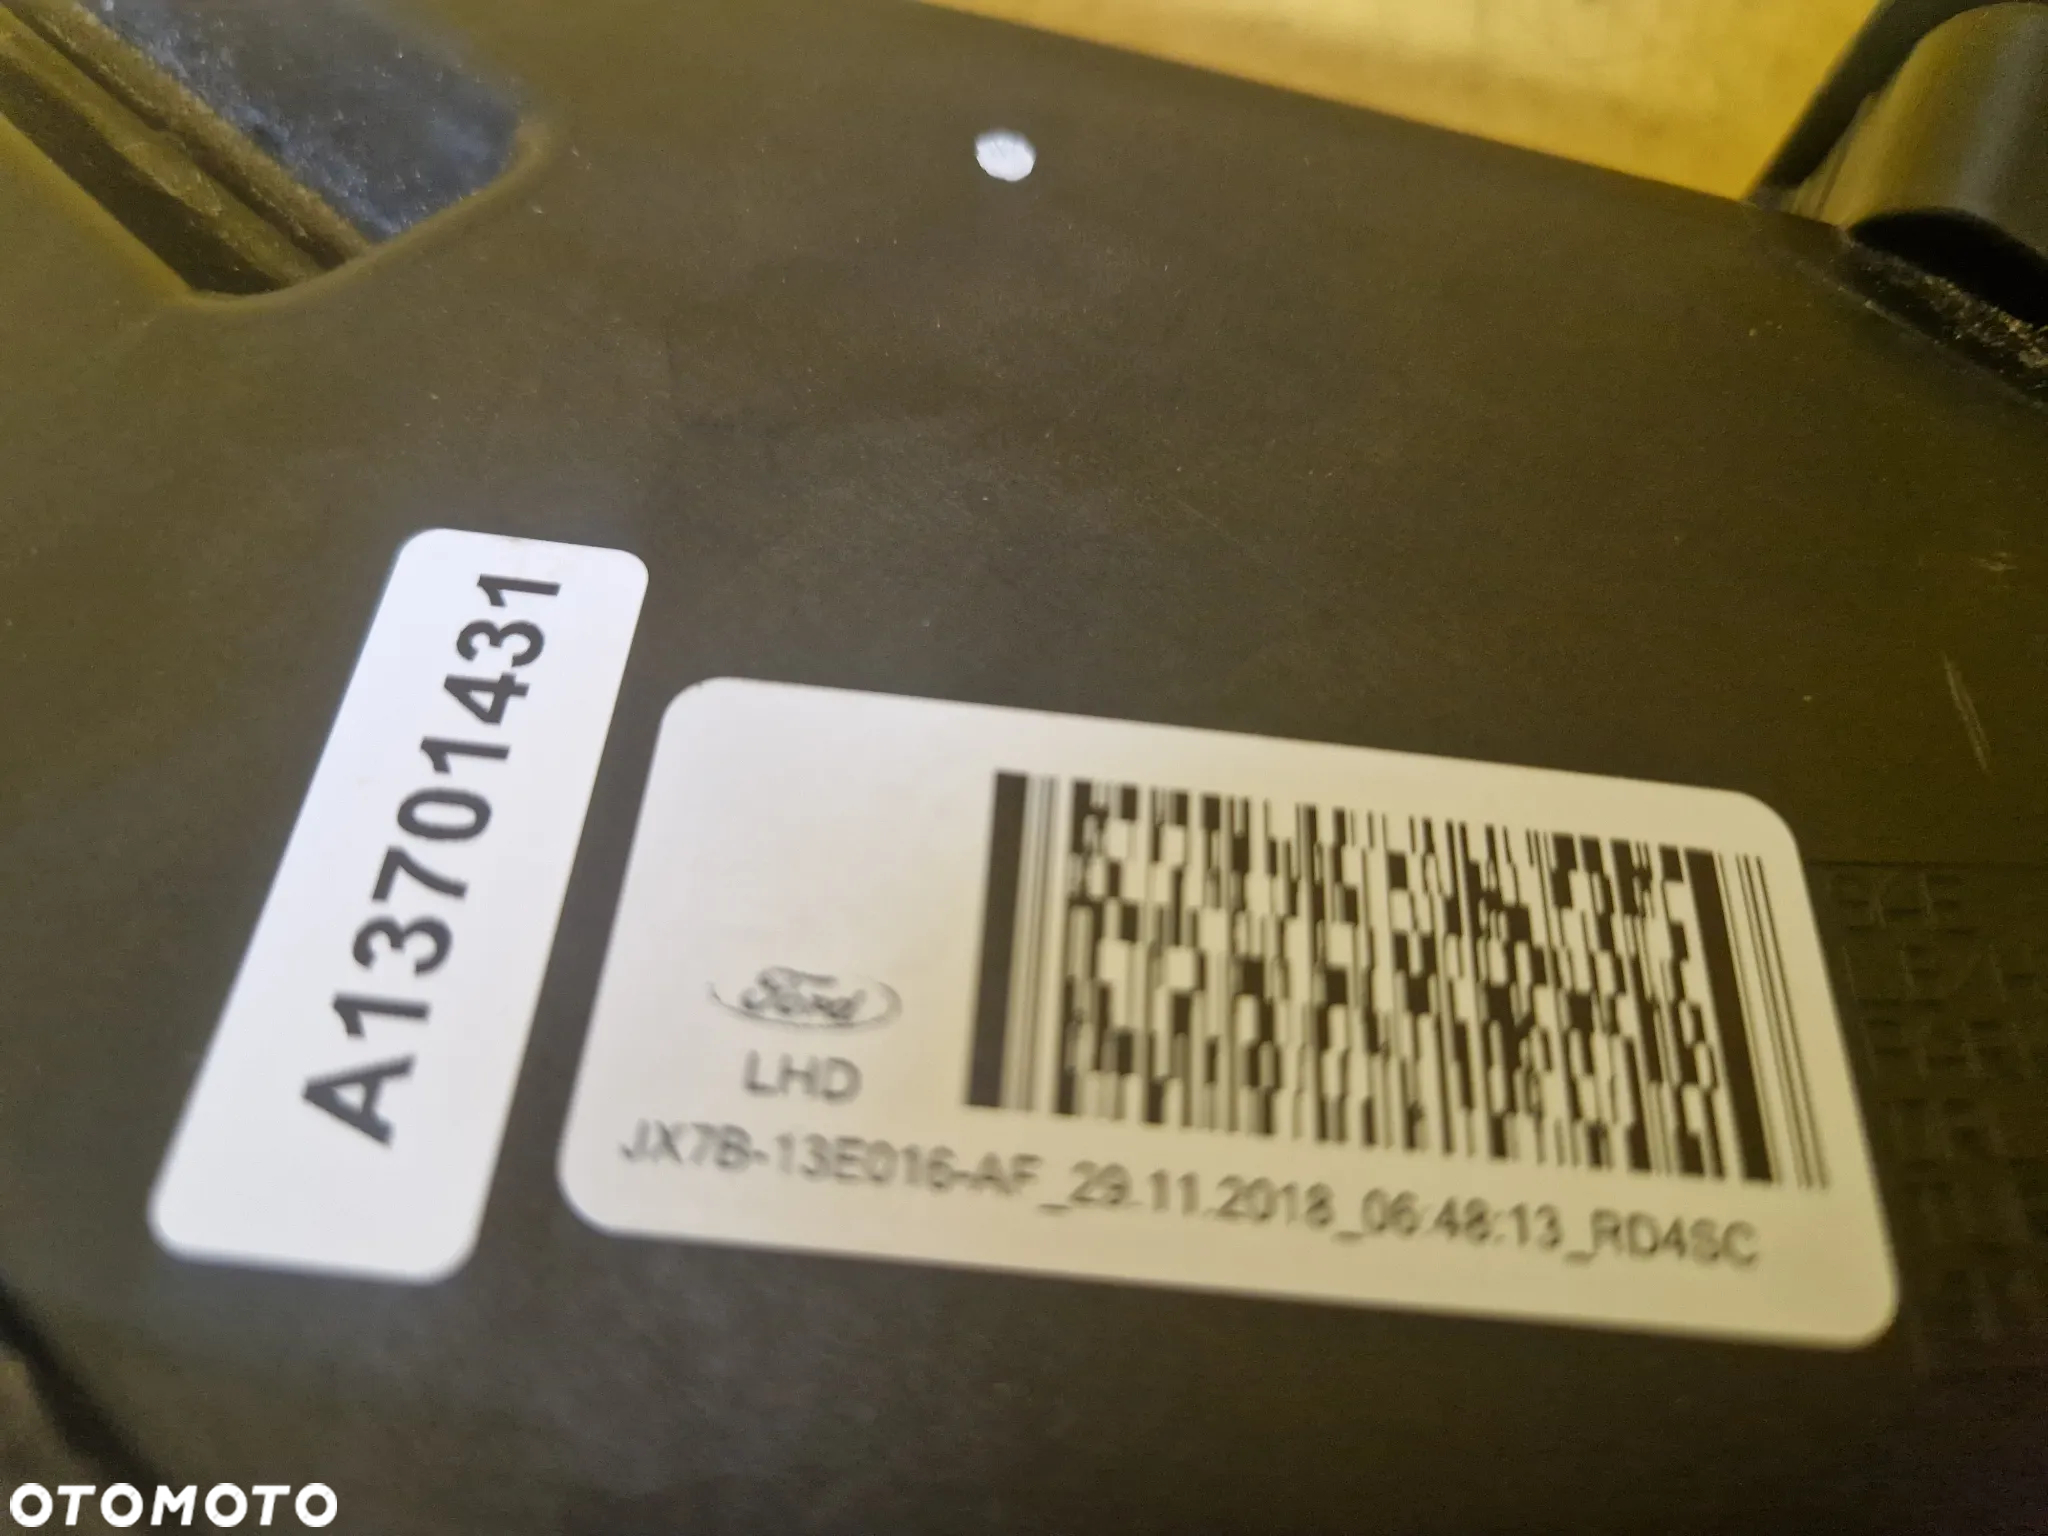 A13701431
Ford
LHD
JX7B-13E016-AF_29.11.2018_06:48:13_RD4SC
OTOMOTO